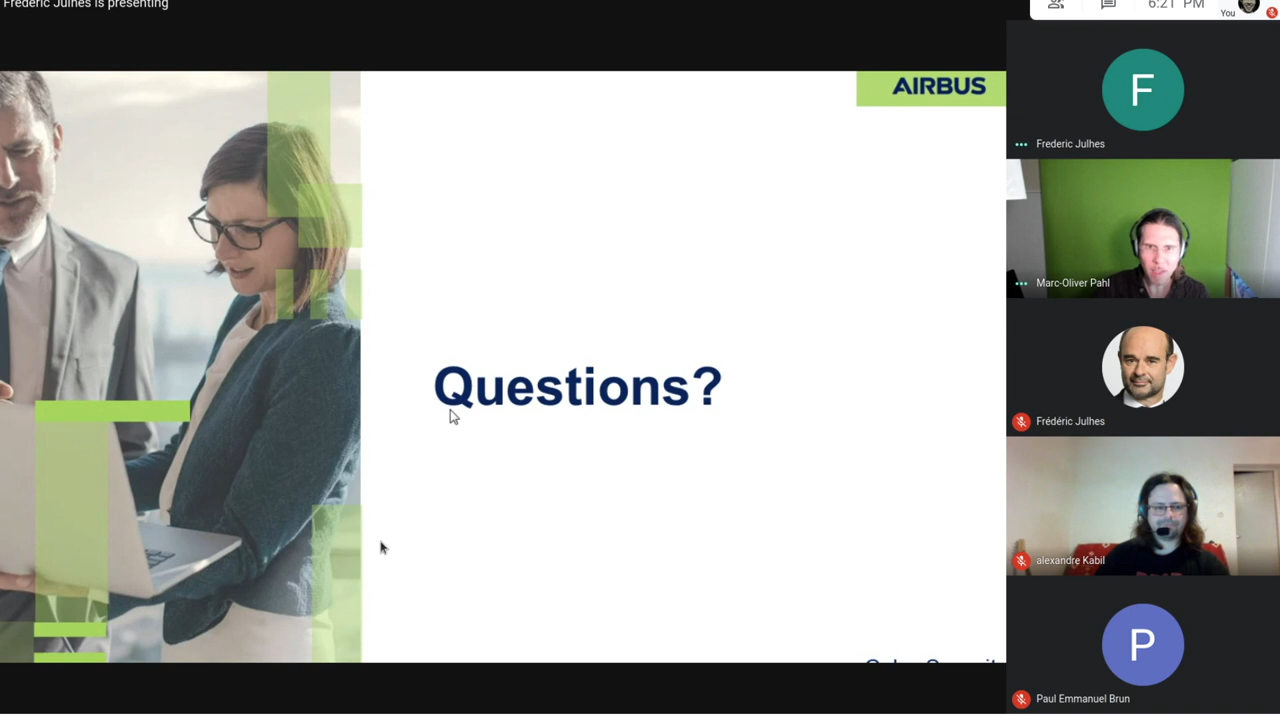 Frederic Julhes is presenting
6:21 PM
You
AIRBUS
Questions?
F
Frederic Julhes
Marc-Oliver Pahl
Frédéric Julhes
alexandre Kabil
P
Paul Emmanuel Brun